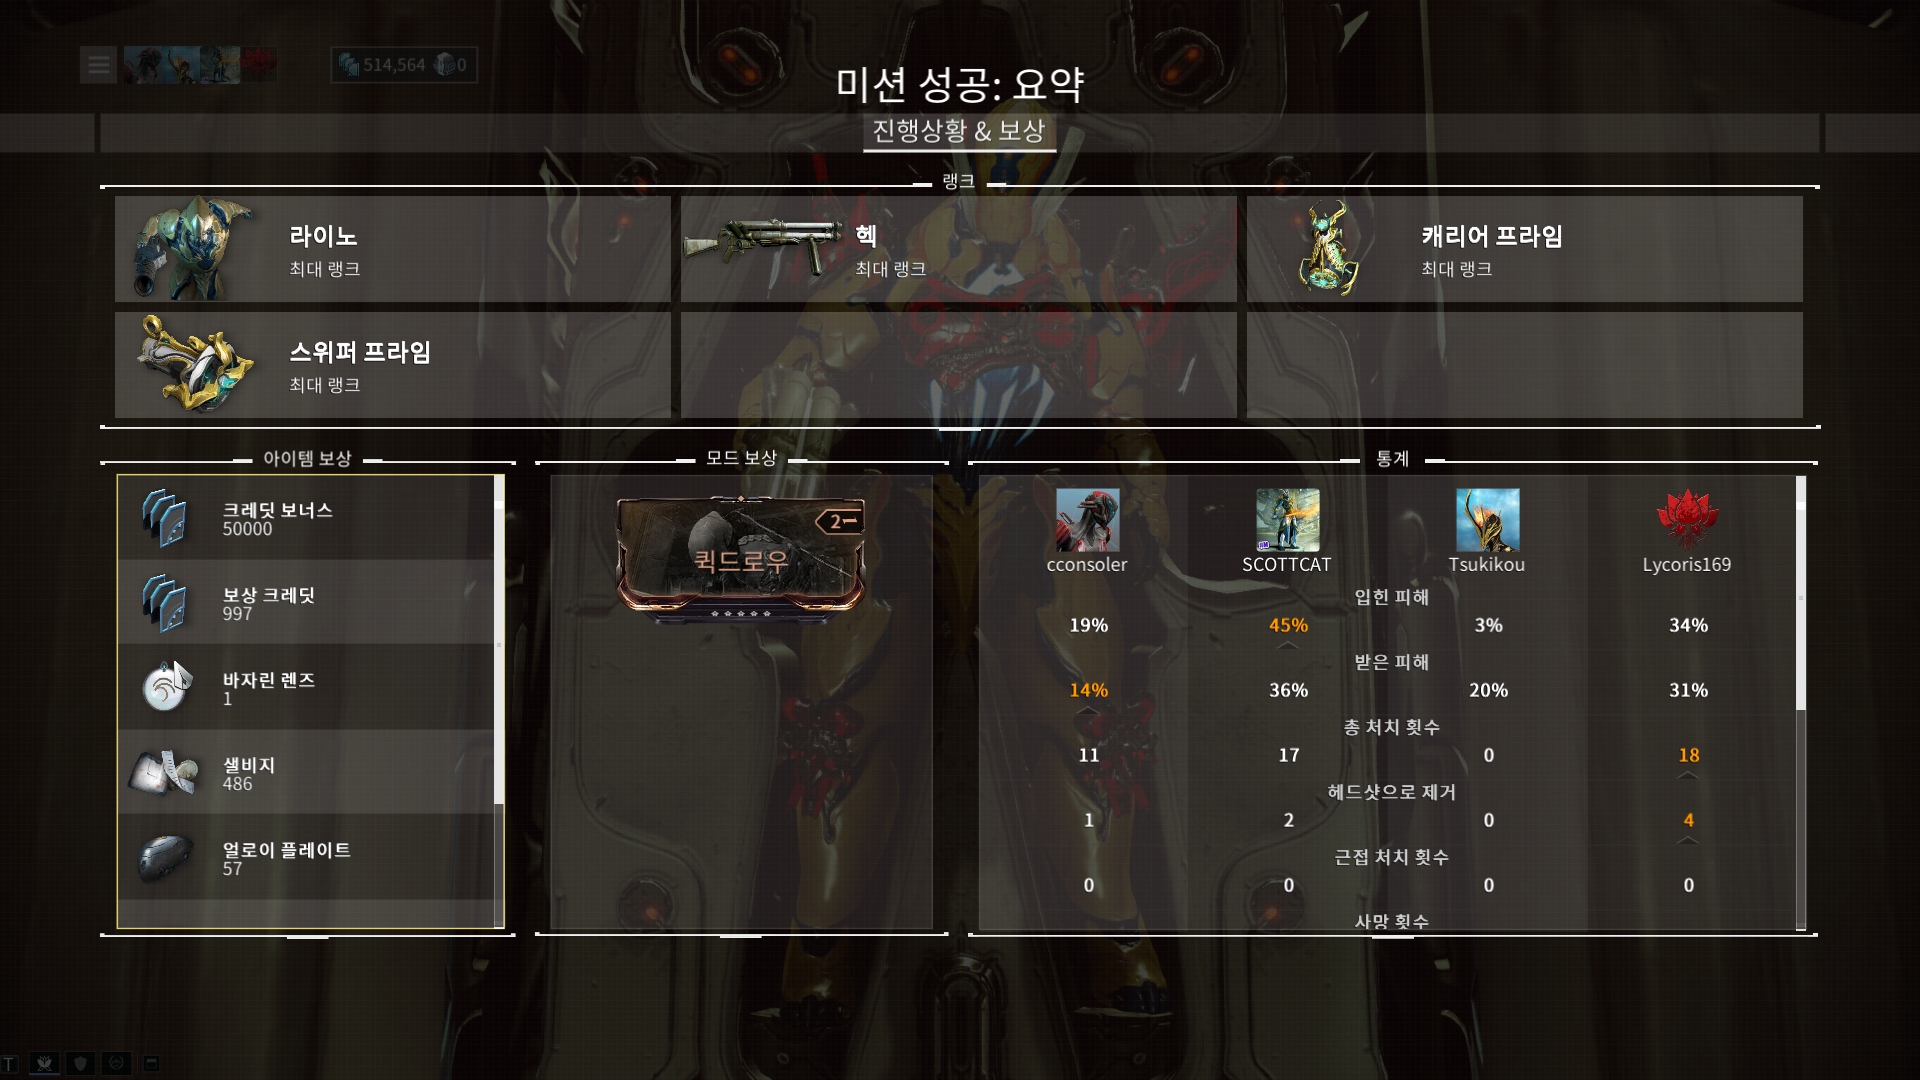 514,564 0
미션 성공: 요약
진행상황 & 보상
랭크
라이노
최대 랭크
헥
최대 랭크
캐리어 프라임
최대 랭크
스위퍼 프라임
최대 랭크
아이템 보상
크레딧 보너스
50000
보상 크레딧
997
바자린 렌즈
1
샐비지
486
얼로이 플레이트
57
모드 보상
2
퀵드로우
통계
cconsoler SCOTTCAT Tsukikou Lycoris169
입힌 피해
19% 45% 3% 34%
받은 피해
14% 36% 20% 31%
총 처치 횟수
11 17 0 18
헤드샷으로 제거
1 2 0 4
근접 처치 횟수
0 0 0 0
사망 횟수
T